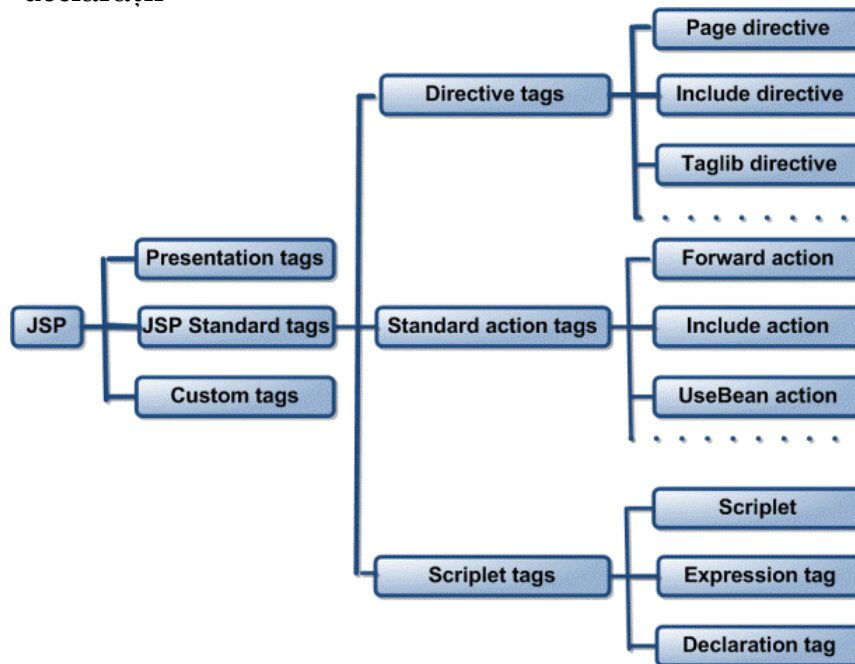 declarații
Page directive
Directive tags
Include directive
Taglib directive
Presentation tags
Forward action
JSP
JSP Standard tags
Standard action tags
Include action
Custom tags
UseBean action
Scriplet
Scriplet tags
Expression tag
Declaration tag